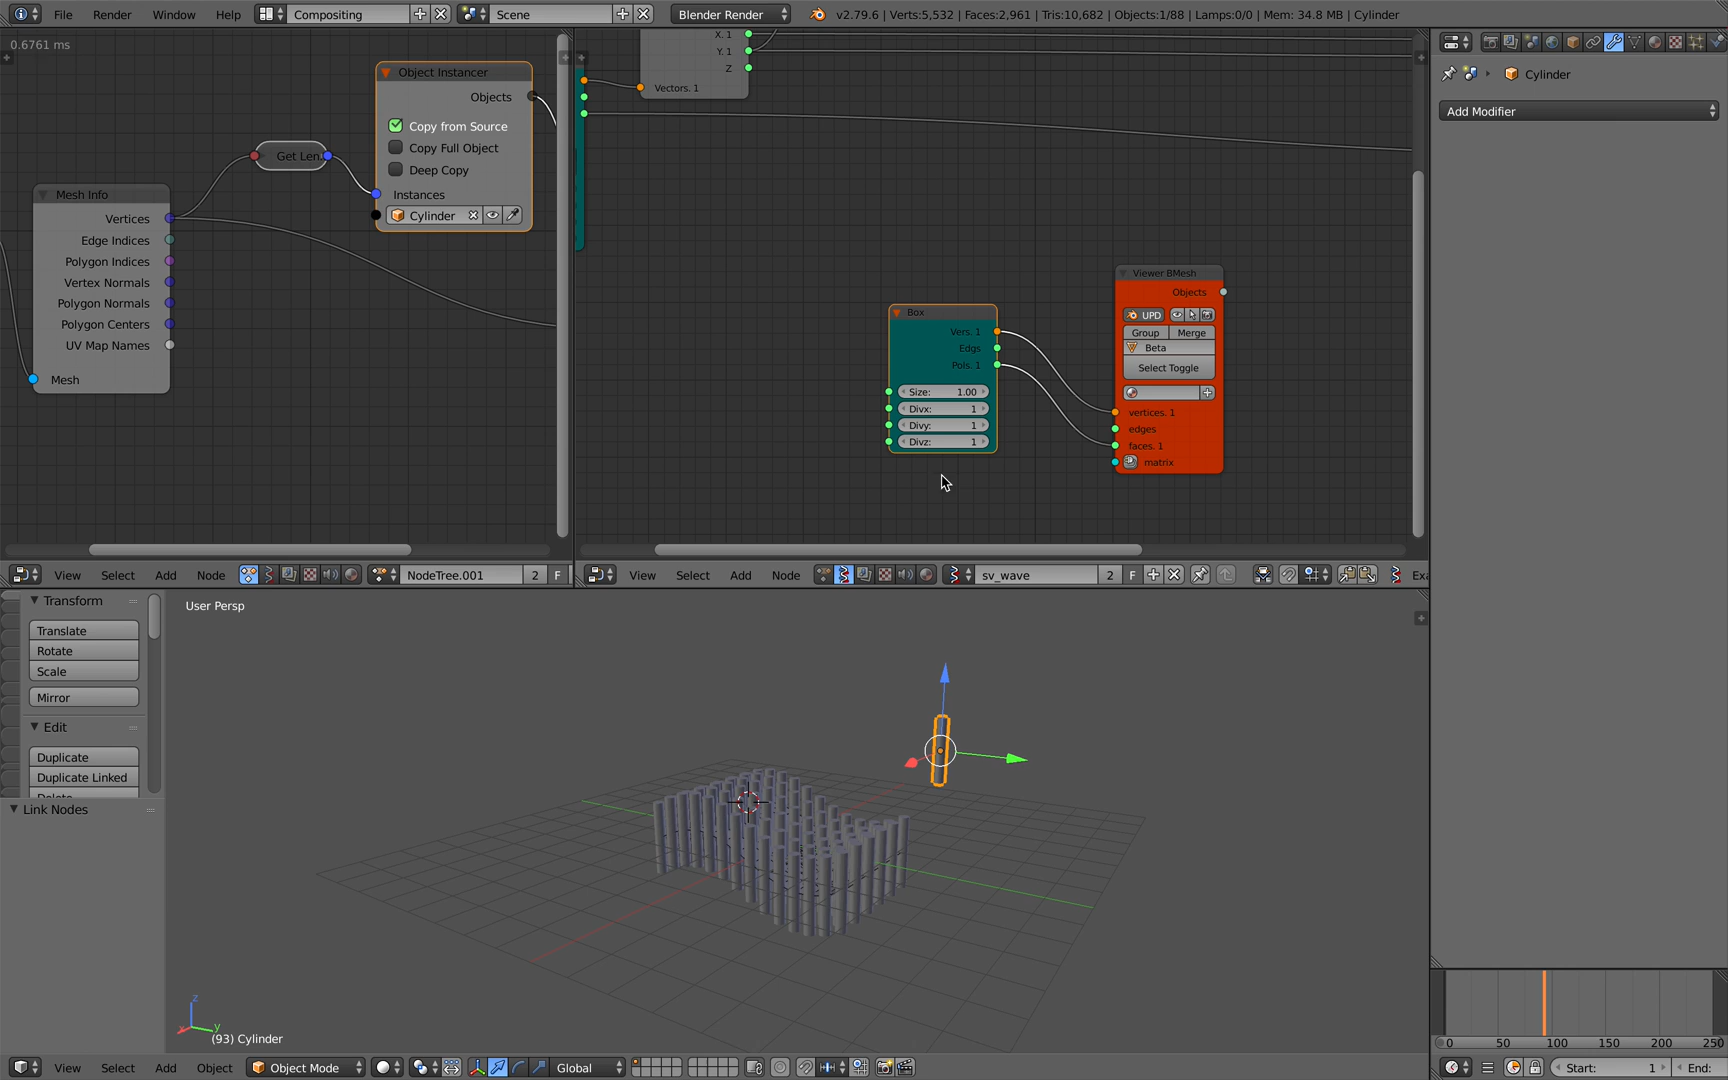 File Render Window Help Compositing Scene Blender Render v2.79.6 | Verts:5,532 | Faces:2,961 | Tris:10,682 | Objects:1/88 | Lamps:0/0 | Mem: 34.8 MB | Cylinder
0.6761 ms
Object Instancer
Objects
Copy from Source
Copy Full Object
Deep Copy
Instances
Cylinder
Get Len.
Mesh Info
Vertices
Edge Indices
Polygon Indices
Vertex Normals
Polygon Normals
Polygon Centers
UV Map Names
Mesh
X. 1
Y. 1
Z
Vectors. 1
Box
Vers. 1
Edgs
Pols. 1
Size: 1.00
Divx: 1
Divy: 1
Divz: 1
Viewer BMesh
Objects
UPD
Group Merge
Beta
Select Toggle
vertices. 1
edges
faces. 1
matrix
Cylinder
Add Modifier
View Select Add Node NodeTree.001 2 F
View Select Add Node sv_wave 2 F Exa
Transform
Translate
Rotate
Scale
Mirror
Edit
Duplicate
Duplicate Linked
Link Nodes
User Persp
z
x y
(93) Cylinder
0 50 100 150 200 250
View Select Add Object Object Mode Global
Start: 1 End: